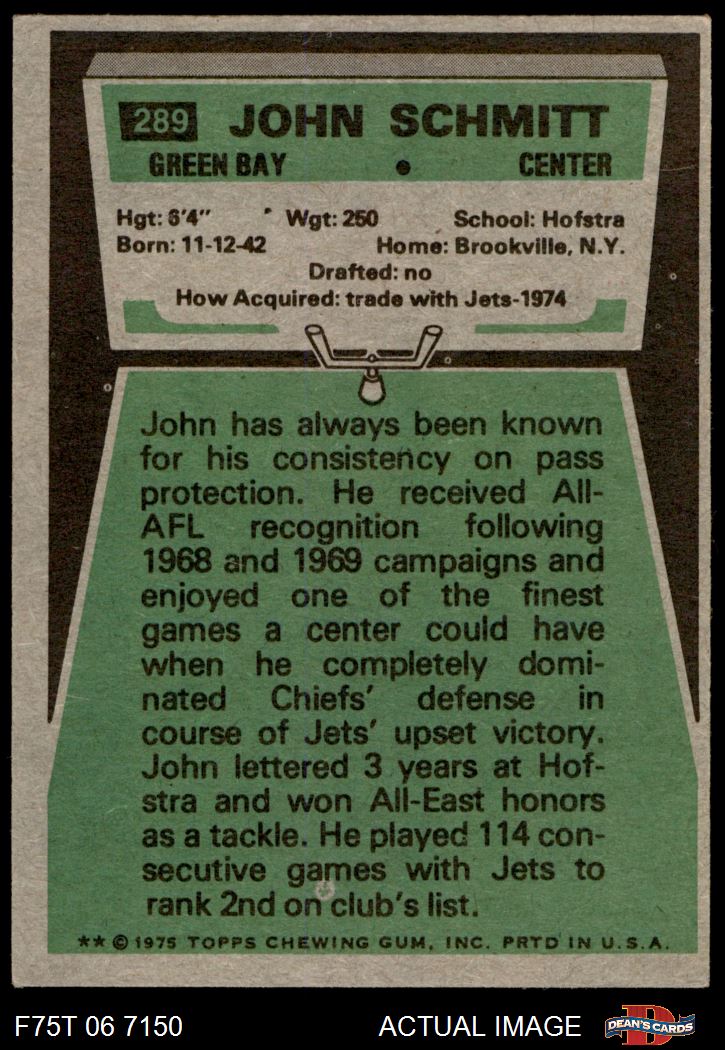 289 JOHN SCHMITT
GREEN BAY • CENTER
Hgt: 6'4" Wgt: 250 School: Hofstra
Born: 11-12-42 Home: Brookville, N.Y.
Drafted: no
How Acquired: trade with Jets-1974
John has always been known
for his consistency on pass
protection. He received All-
AFL recognition following
1968 and 1969 campaigns and
enjoyed one of the finest
games a center could have
when he completely domi-
nated Chiefs' defense in
course of Jets' upset victory.
John lettered 3 years at Hof-
stra and won All-East honors
as a tackle. He played 114 con-
secutive games with Jets to
rank 2nd on club's list.
** © 1975 TOPPS CHEWING GUM, INC. PRTD IN U.S.A.
F75T 06 7150 ACTUAL IMAGE D DEAN'S CARDS